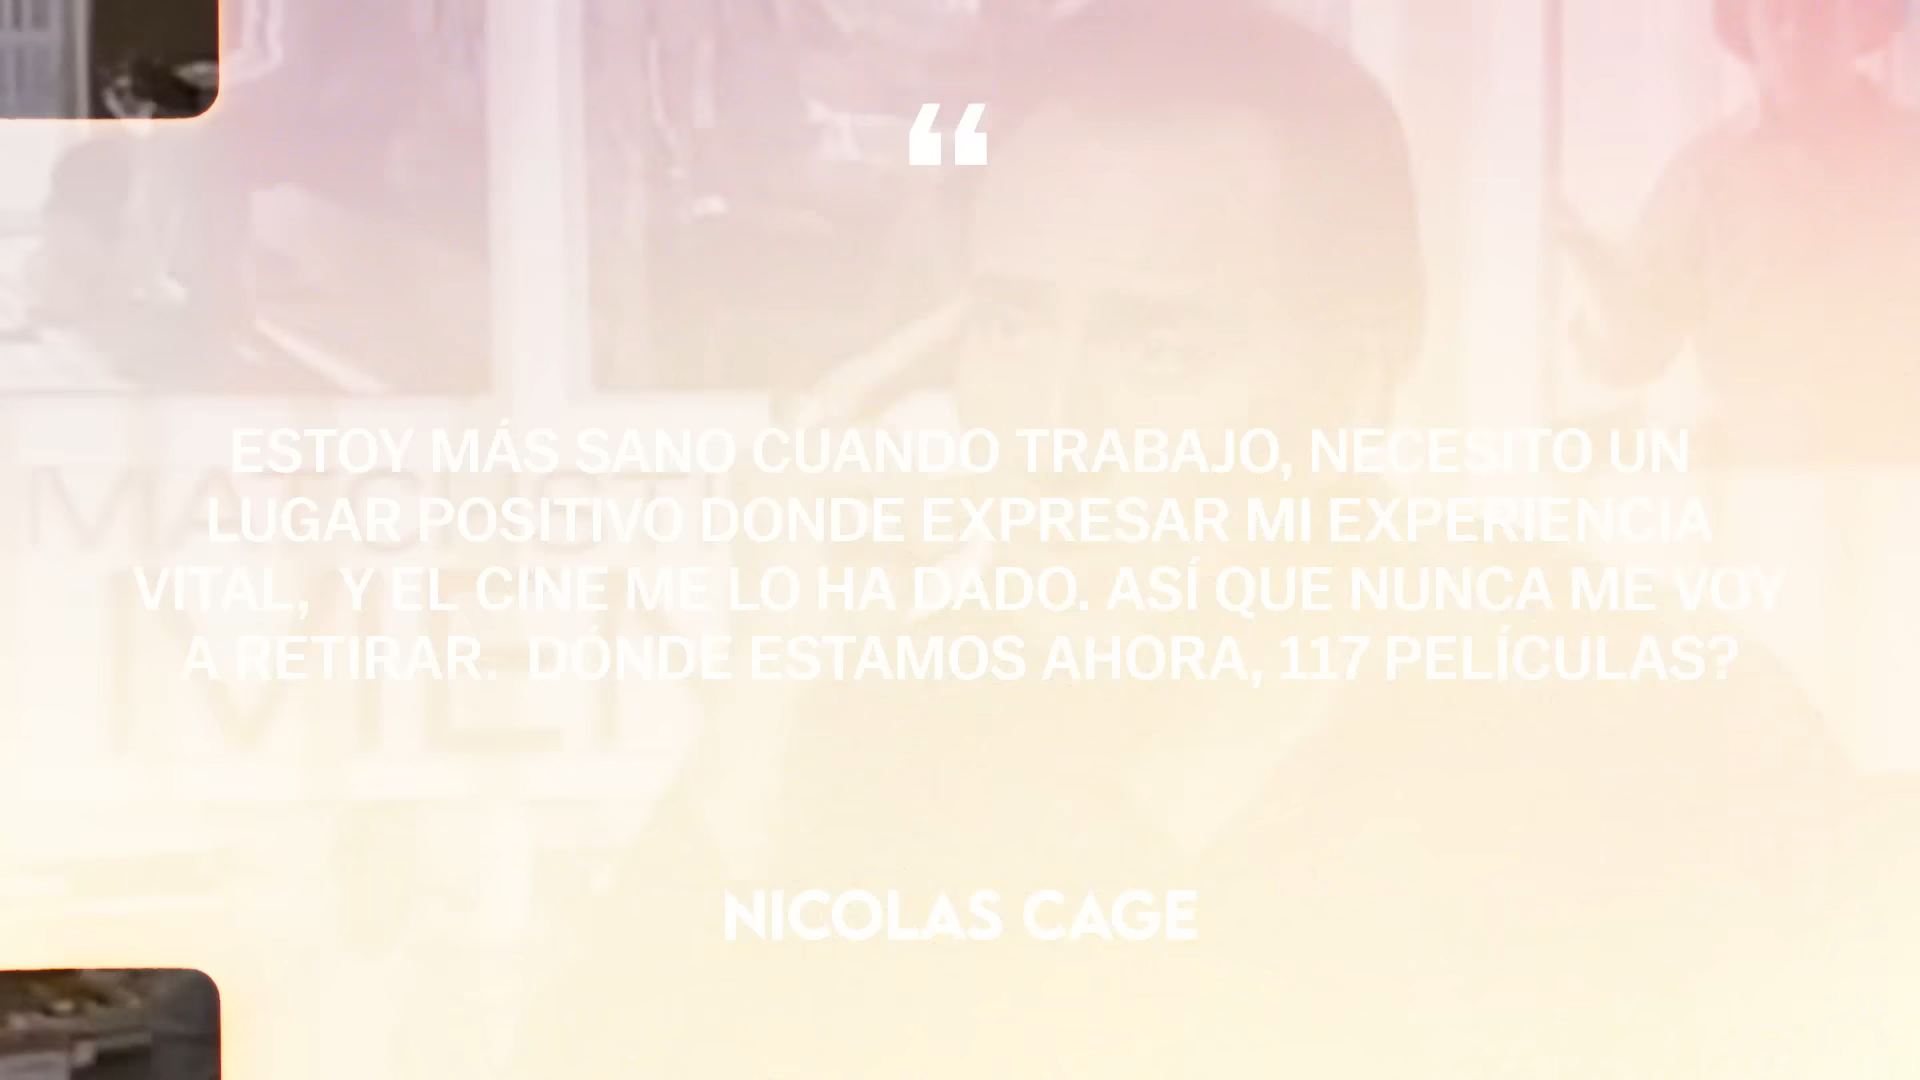 “
ESTOY MÁS SANO CUANDO TRABAJO, NECESITO UN
LUGAR POSITIVO DONDE EXPRESAR MI EXPERIENCIA
VITAL, Y EL CINE ME LO HA DADO. ASÍ QUE NUNCA ME VOY
A RETIRAR. DÓNDE ESTAMOS AHORA, 117 PELÍCULAS?
NICOLAS CAGE